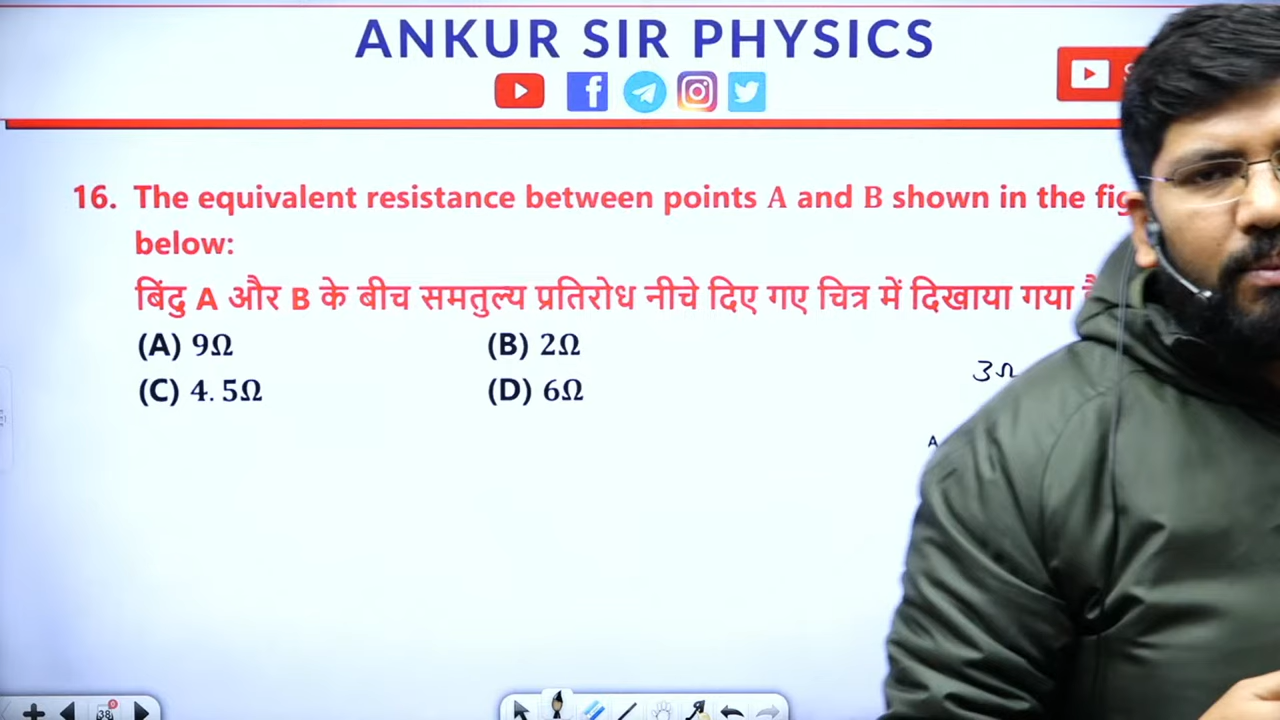 ANKUR SIR PHYSICS
16. The equivalent resistance between points A and B shown in the
below:
बिंदु A और B के बीच समतुल्य प्रतिरोध नीचे दिए गए चित्र में दिखाया गया
(A) 9Ω (B) 2Ω
(C) 4.5Ω (D) 6Ω
3Ω
A
38